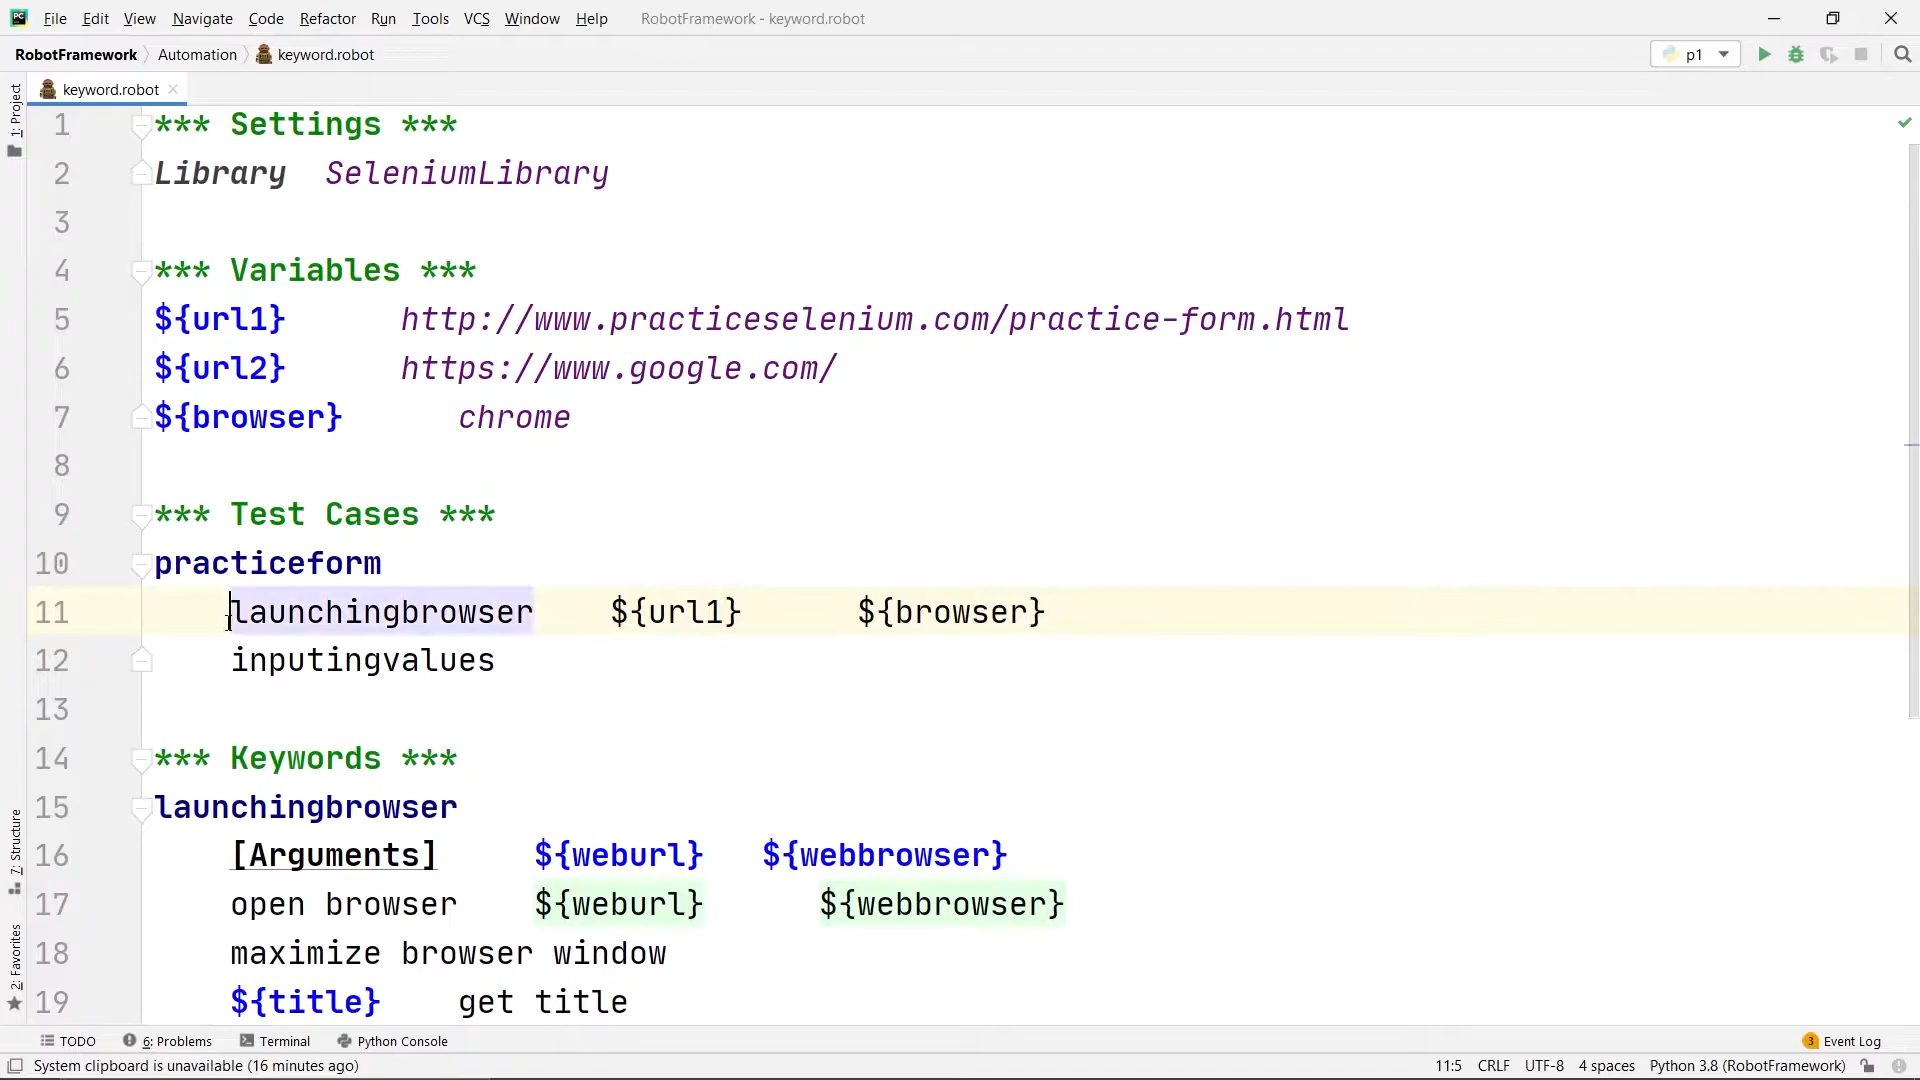 File Edit View Navigate Code Refactor Run Tools VCS Window Help RobotFramework - keyword.robot
RobotFramework Automation keyword.robot p1
keyword.robot
1 *** Settings ***
2 Library SeleniumLibrary
3
4 *** Variables ***
5 ${url1} http://www.practiceselenium.com/practice-form.html
6 ${url2} https://www.google.com/
7 ${browser} chrome
8
9 *** Test Cases ***
10 practiceform
11 launchingbrowser ${url1} ${browser}
12 inputingvalues
13
14 *** Keywords ***
15 launchingbrowser
16 [Arguments] ${weburl} ${webbrowser}
17 open browser ${weburl} ${webbrowser}
18 maximize browser window
19 ${title} get title
1: Project
7: Structure
2: Favorites
TODO 6: Problems Terminal Python Console 3 Event Log
System clipboard is unavailable (16 minutes ago) 11:5 CRLF UTF-8 4 spaces Python 3.8 (RobotFramework)